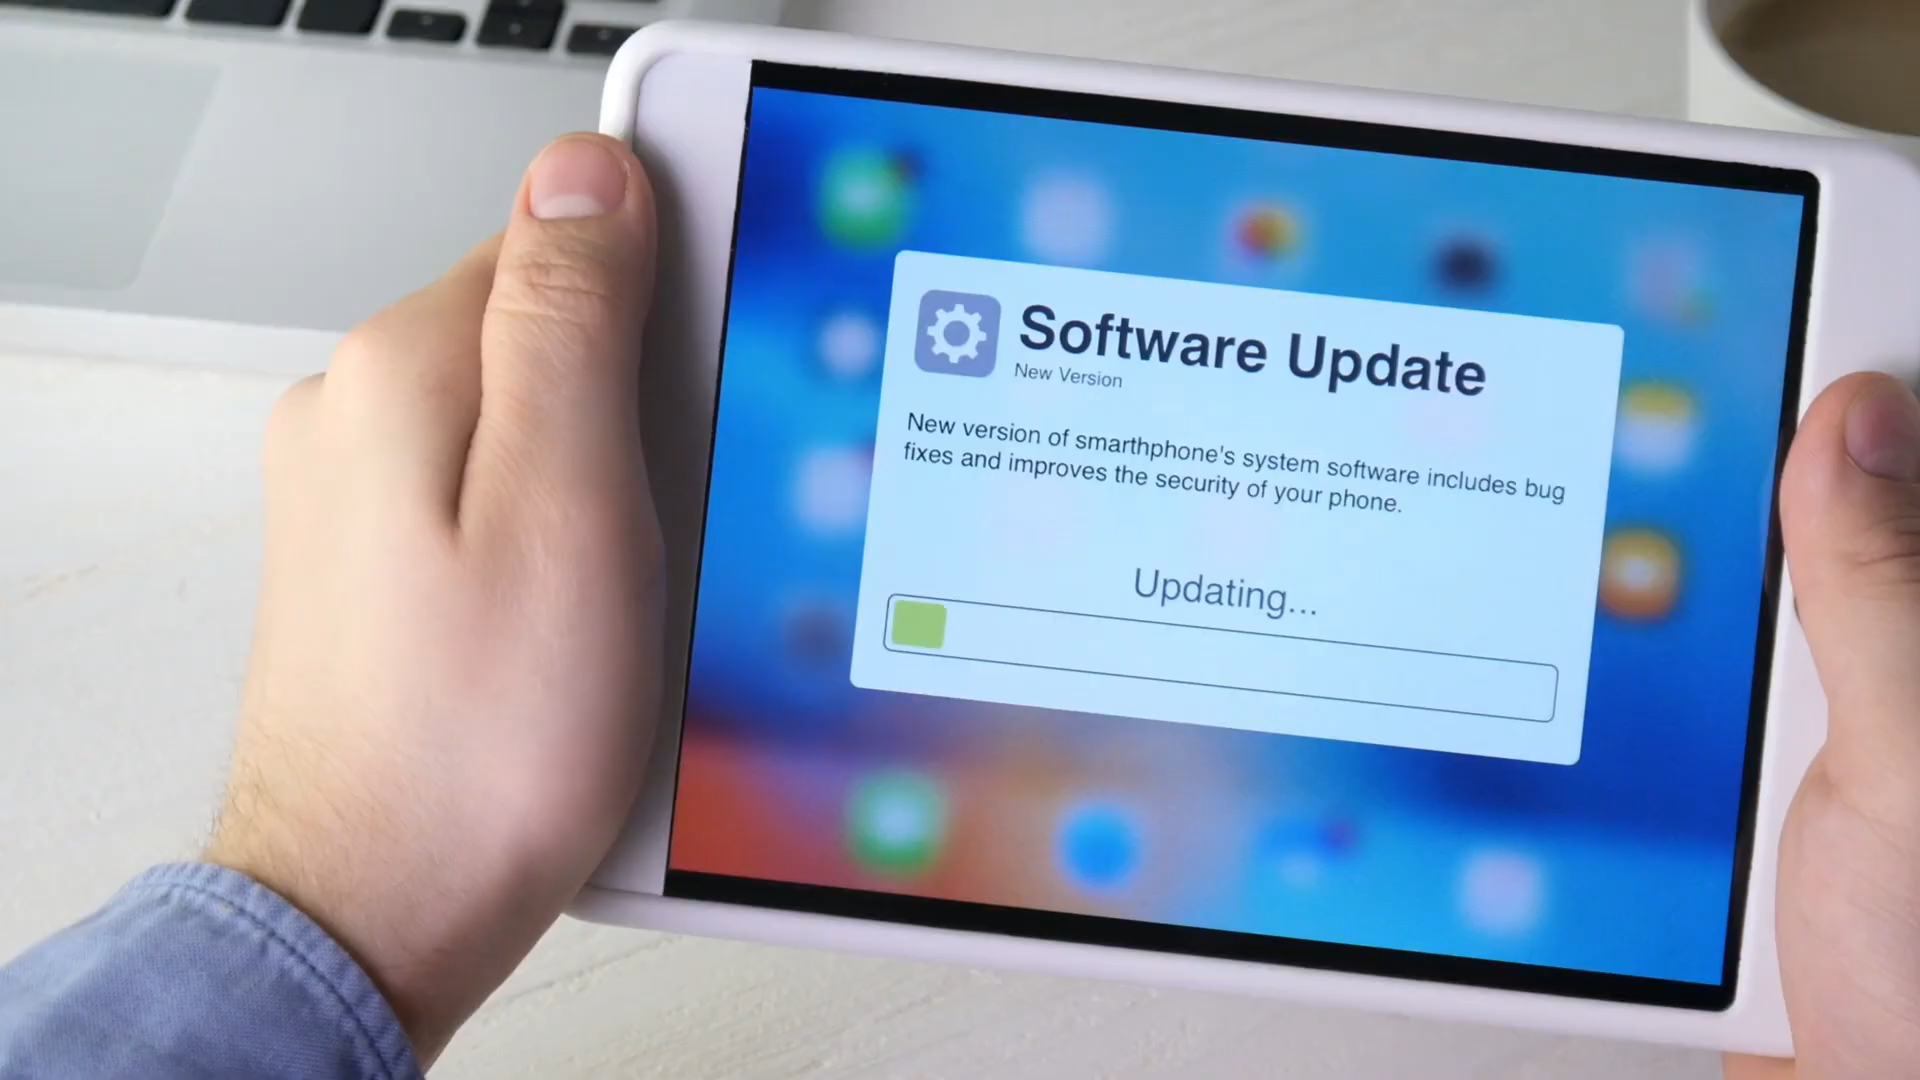 Software Update
New Version
New version of smarthphone's system software includes bug
fixes and improves the security of your phone.
Updating...